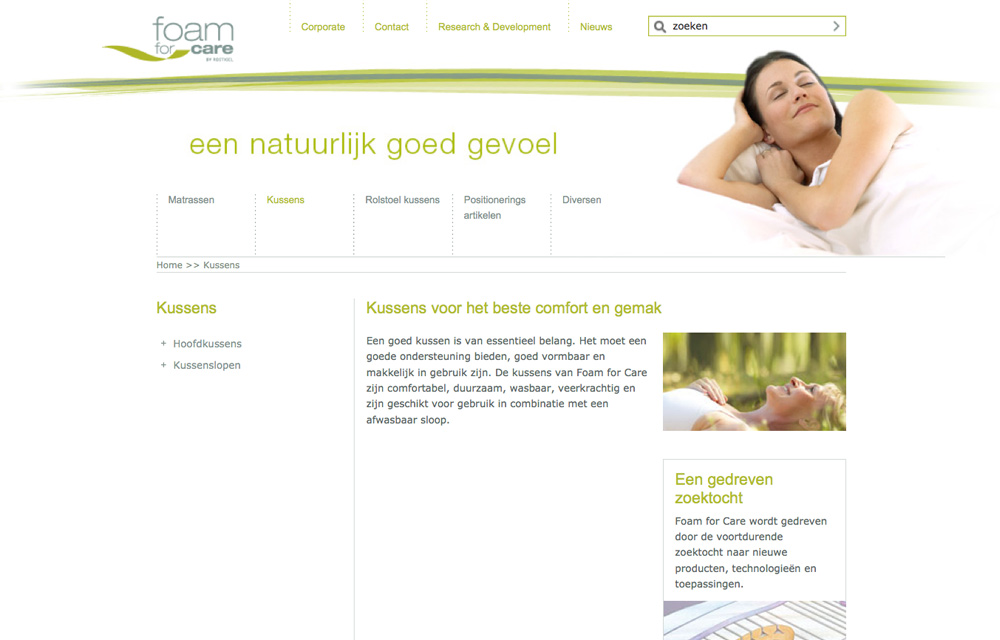 foam
for care
BY RECTICEL
Corporate
Contact
Research & Development
Nieuws
zoeken
een natuurlijk goed gevoel
Matrassen
Kussens
Rolstoel kussens
Positionerings
artikelen
Diversen
Home >> Kussens
Kussens
+ Hoofdkussens
+ Kussenslopen
Kussens voor het beste comfort en gemak
Een goed kussen is van essentieel belang. Het moet een
goede ondersteuning bieden, goed vormbaar en
makkelijk in gebruik zijn. De kussens van Foam for Care
zijn comfortabel, duurzaam, wasbaar, veerkrachtig en
zijn geschikt voor gebruik in combinatie met een
afwasbaar sloop.
Een gedreven
zoektocht
Foam for Care wordt gedreven
door de voortdurende
zoektocht naar nieuwe
producten, technologieën en
toepassingen.